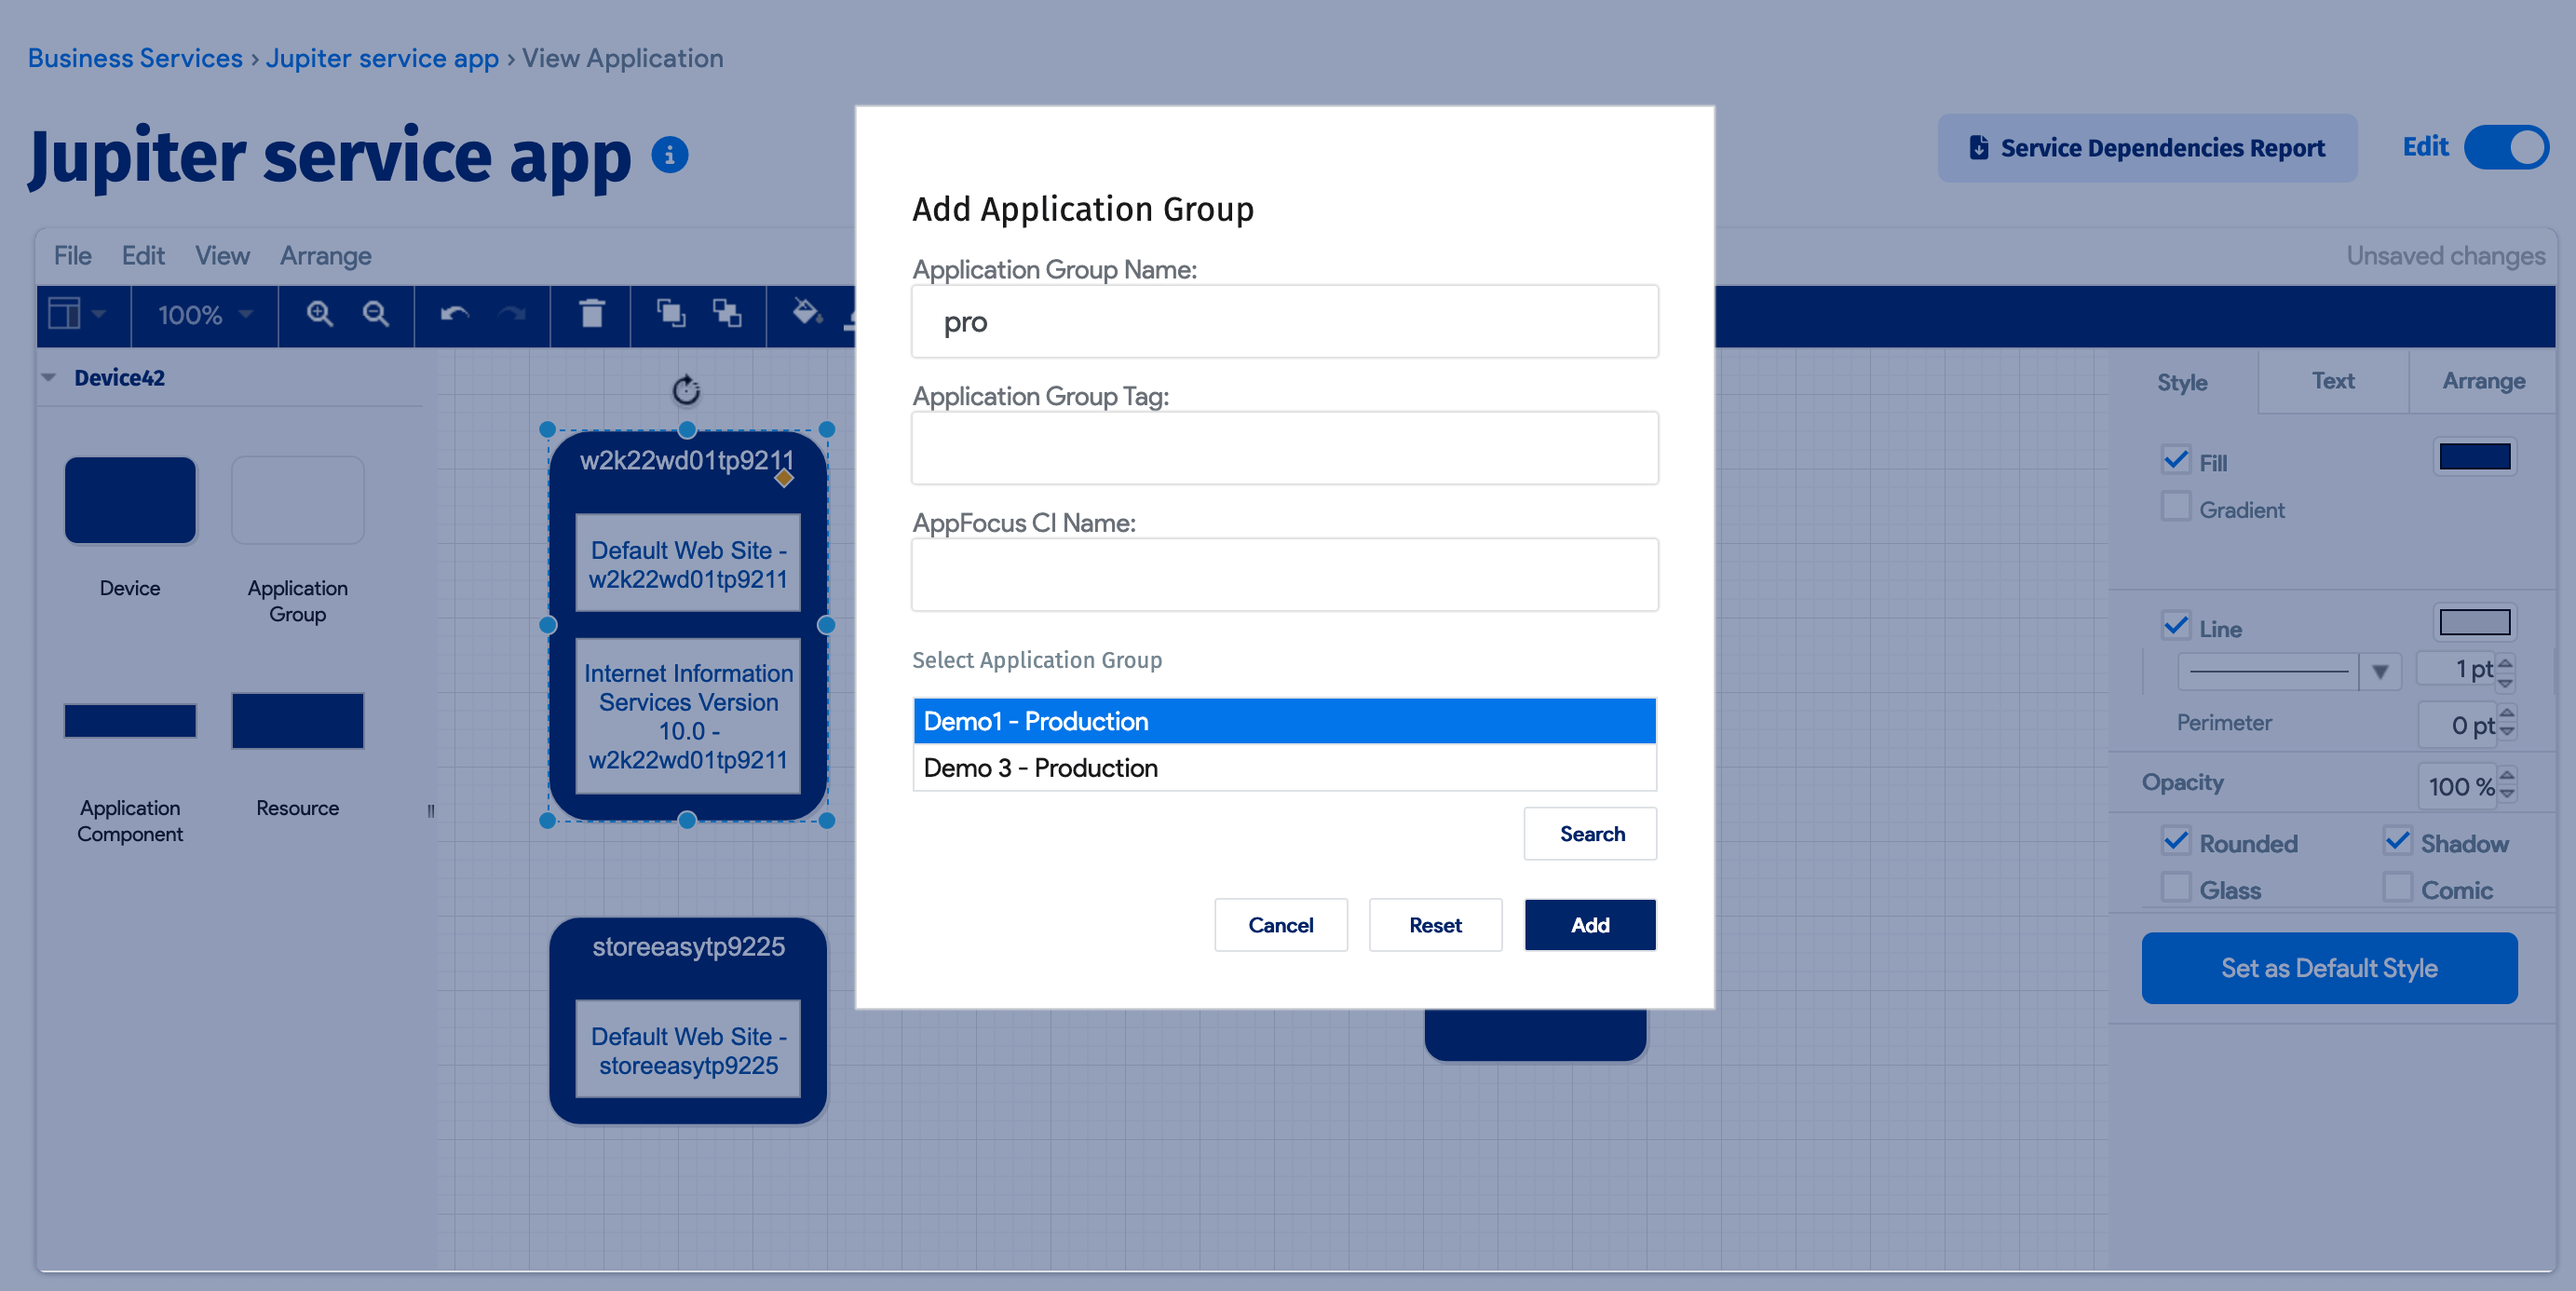 Business Services › Jupiter service app › View Application
Jupiter service app
Service Dependencies Report
Edit
File Edit View Arrange
Unsaved changes
100%
Device42
Device
Application
Group
Application
Component
Resource
w2k22wd01tp9211
Default Web Site -
w2k22wd01tp9211
Internet Information
Services Version
10.0 -
w2k22wd01tp9211
storeeasytp9225
Default Web Site -
storeeasytp9225
Add Application Group
Application Group Name:
pro
Application Group Tag:
AppFocus CI Name:
Select Application Group
Demo1 - Production
Demo 3 - Production
Search
Cancel Reset Add
Style Text Arrange
Fill
Gradient
Line
1 pt
Perimeter 0 pt
Opacity 100 %
Rounded Shadow
Glass Comic
Set as Default Style